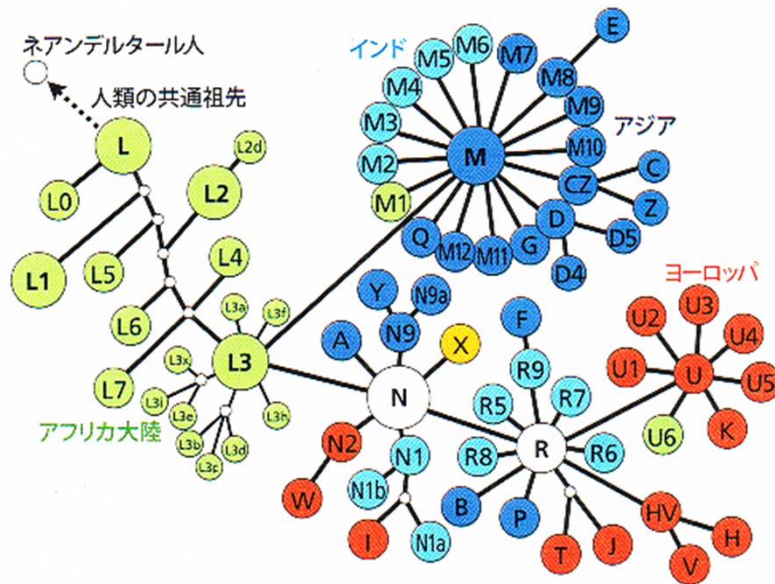 ネアンデルタール人
人類の共通祖先
インド
アジア
ヨーロッパ
アフリカ大陸
L
L0
L1
L2
L2d
L5
L4
L6
L7
L3
L3a
L3f
L3x
L3i
L3e
L3b
L3c
L3d
L3h
M
M1
M2
M3
M4
M5
M6
M7
M8
E
M9
M10
CZ
C
Z
D
D5
D4
G
M11
M12
Q
N
A
Y
N9
N9a
X
N2
W
N1
N1b
I
N1a
R
R5
R9
F
R7
R6
R8
B
P
T
J
HV
H
V
U
U1
U2
U3
U4
U5
K
U6